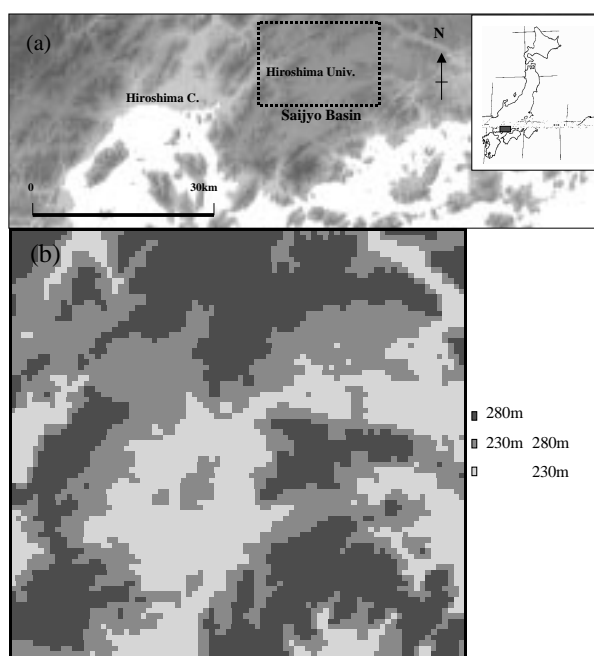 (a)
N
Hiroshima Univ.
Hiroshima C.
Saijyo Basin
0 30km
(b)
280m
230m 280m
230m